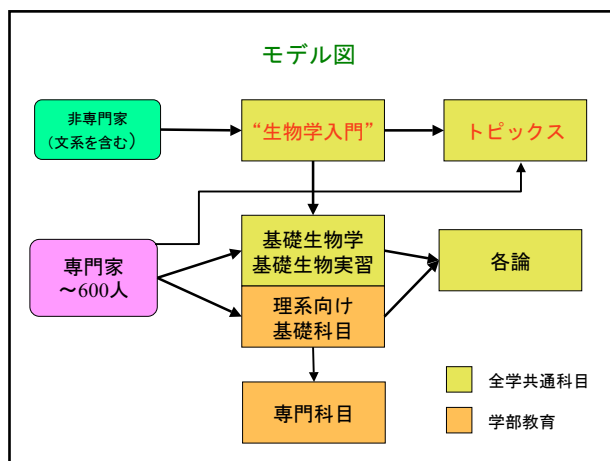 モデル図
非専門家
(文系を含む)
“生物学入門”
トピックス
専門家
～600人
基礎生物学
基礎生物実習
理系向け
基礎科目
各論
専門科目
全学共通科目
学部教育